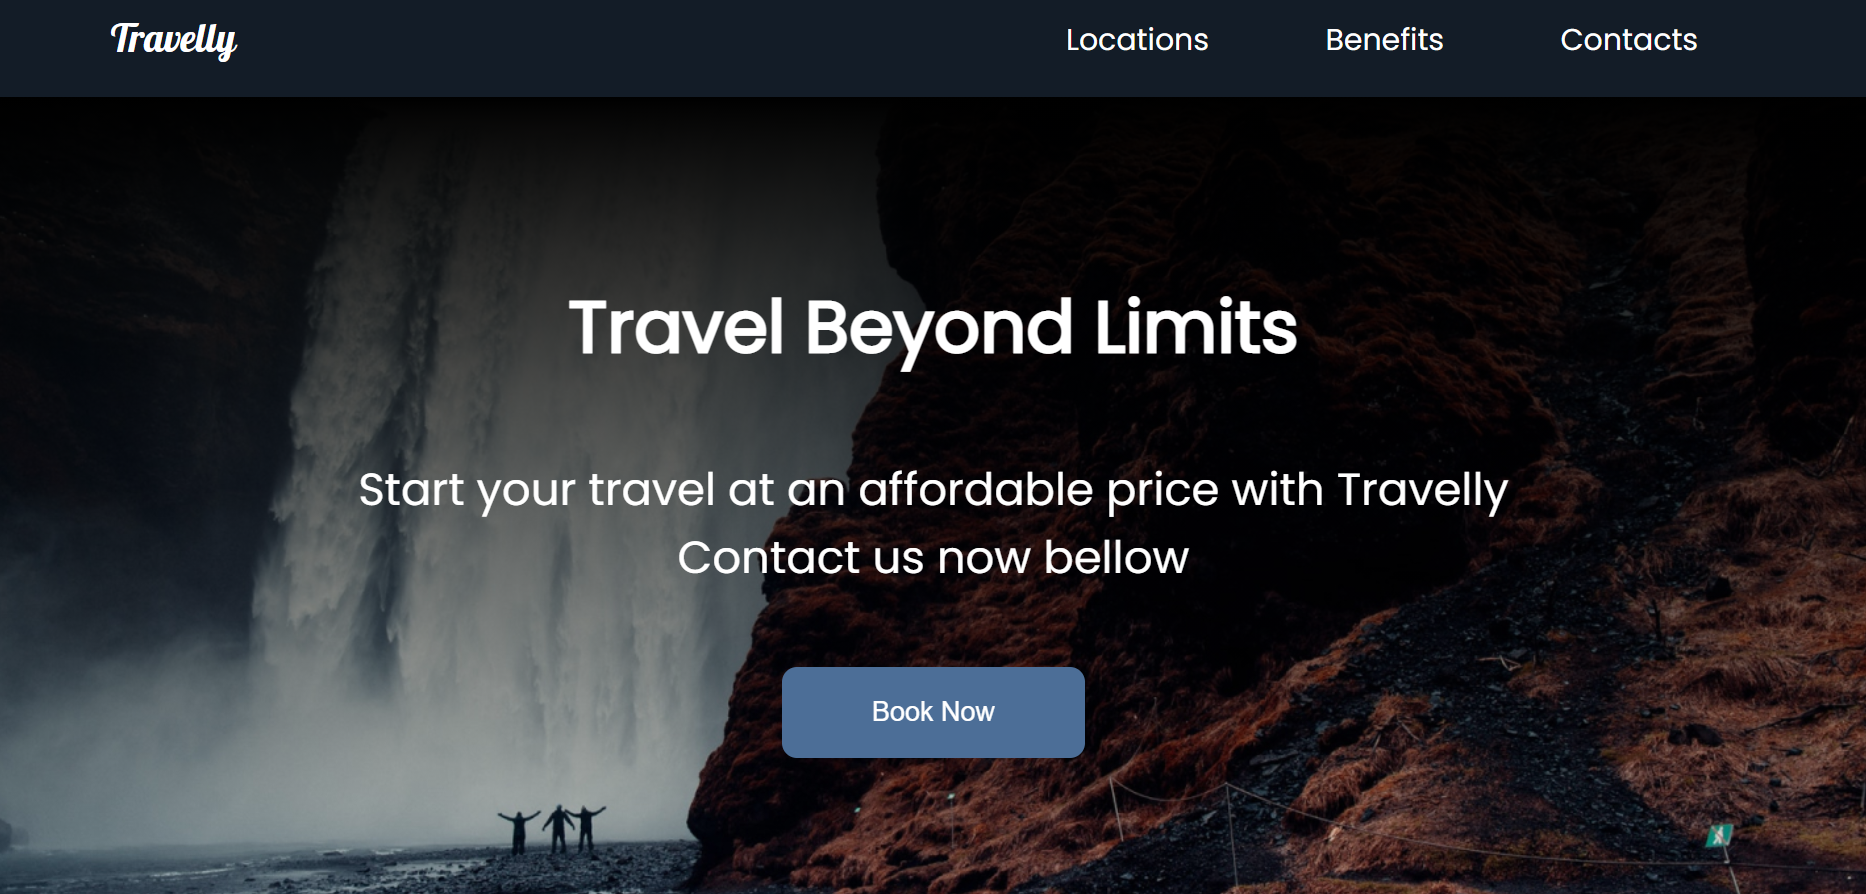 Travelly
Locations Benefits Contacts
Travel Beyond Limits
Start your travel at an affordable price with Travelly
Contact us now bellow
Book Now